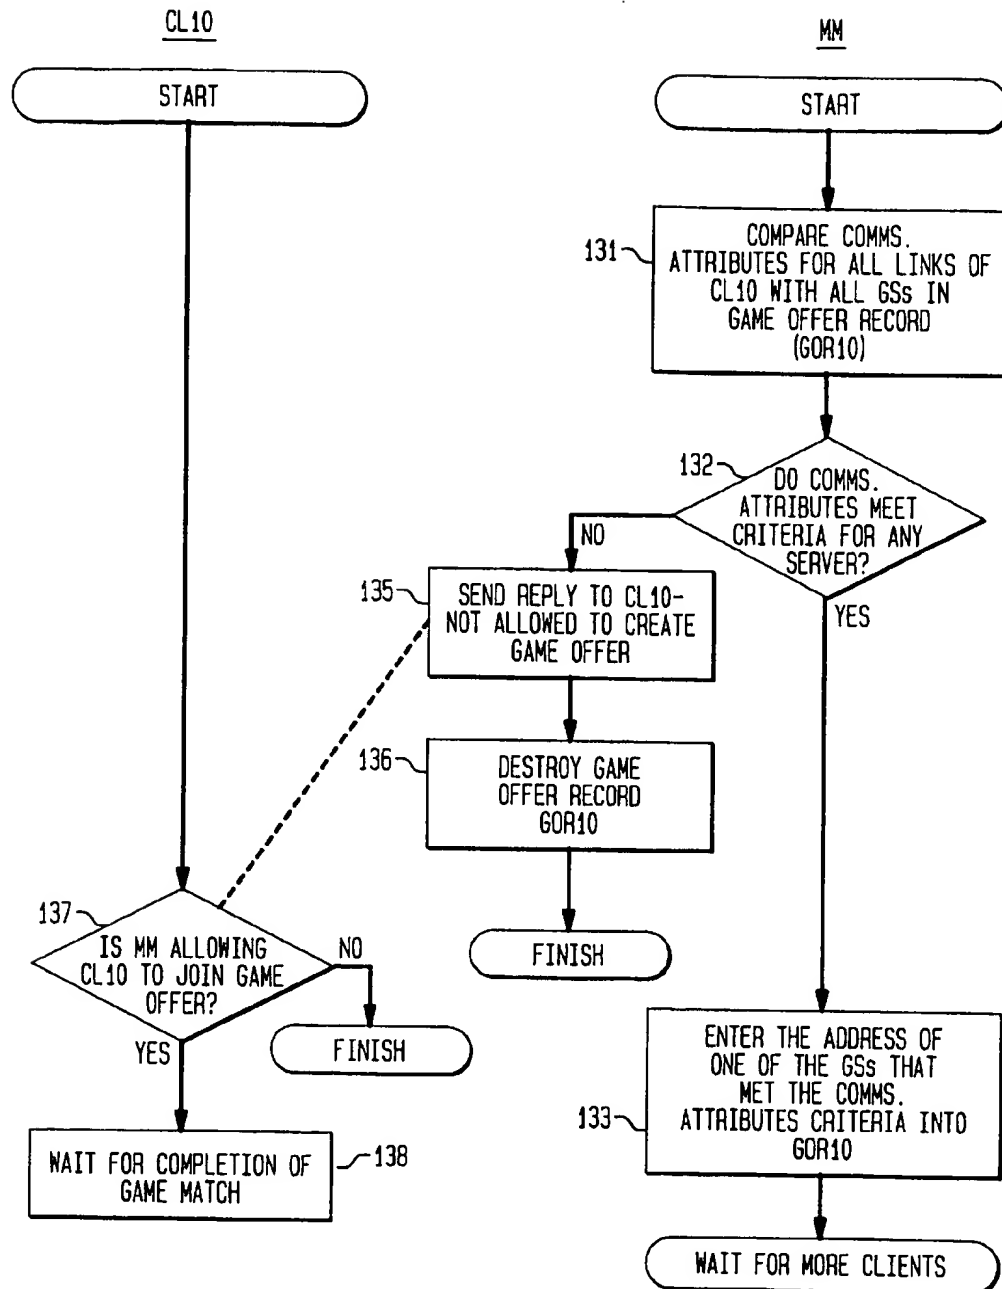 CL10
START
137
IS MM ALLOWING
CL10 TO JOIN GAME
OFFER?
NO
FINISH
YES
WAIT FOR COMPLETION OF
GAME MATCH
138
MM
START
131
COMPARE COMMS.
ATTRIBUTES FOR ALL LINKS OF
CL10 WITH ALL GSs IN
GAME OFFER RECORD
(GOR10)
132
DO COMMS.
ATTRIBUTES MEET
CRITERIA FOR ANY
SERVER?
NO
YES
135
SEND REPLY TO CL10-
NOT ALLOWED TO CREATE
GAME OFFER
136
DESTROY GAME
OFFER RECORD
GOR10
FINISH
133
ENTER THE ADDRESS OF
ONE OF THE GSs THAT
MET THE COMMS.
ATTRIBUTES CRITERIA INTO
GOR10
WAIT FOR MORE CLIENTS